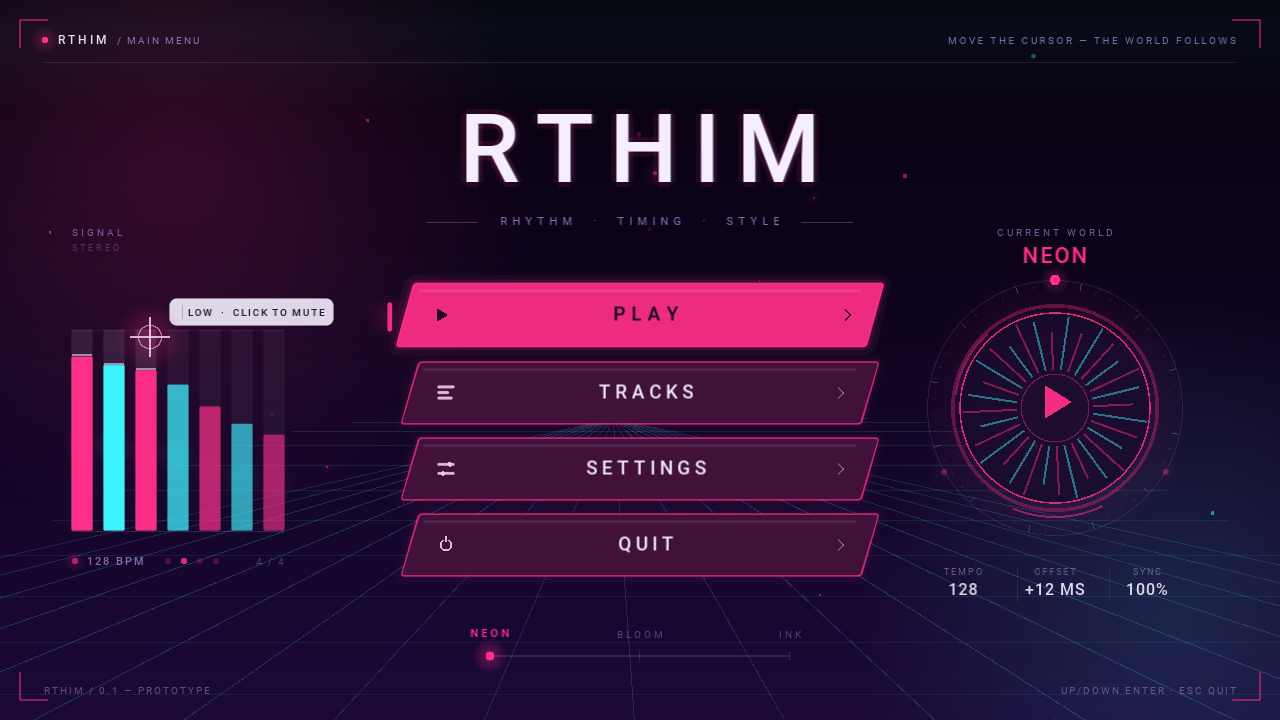 RTHIM / MAIN MENU
MOVE THE CURSOR — THE WORLD FOLLOWS
RTHIM
RHYTHM · TIMING · STYLE
SIGNAL
STEREO
LOW · CLICK TO MUTE
128 BPM
4 / 4
PLAY
TRACKS
SETTINGS
QUIT
CURRENT WORLD
NEON
TEMPO OFFSET SYNC
128 +12 MS 100%
NEON BLOOM INK
RTHIM / 0.1 — PROTOTYPE
UP/DOWN ENTER · ESC QUIT